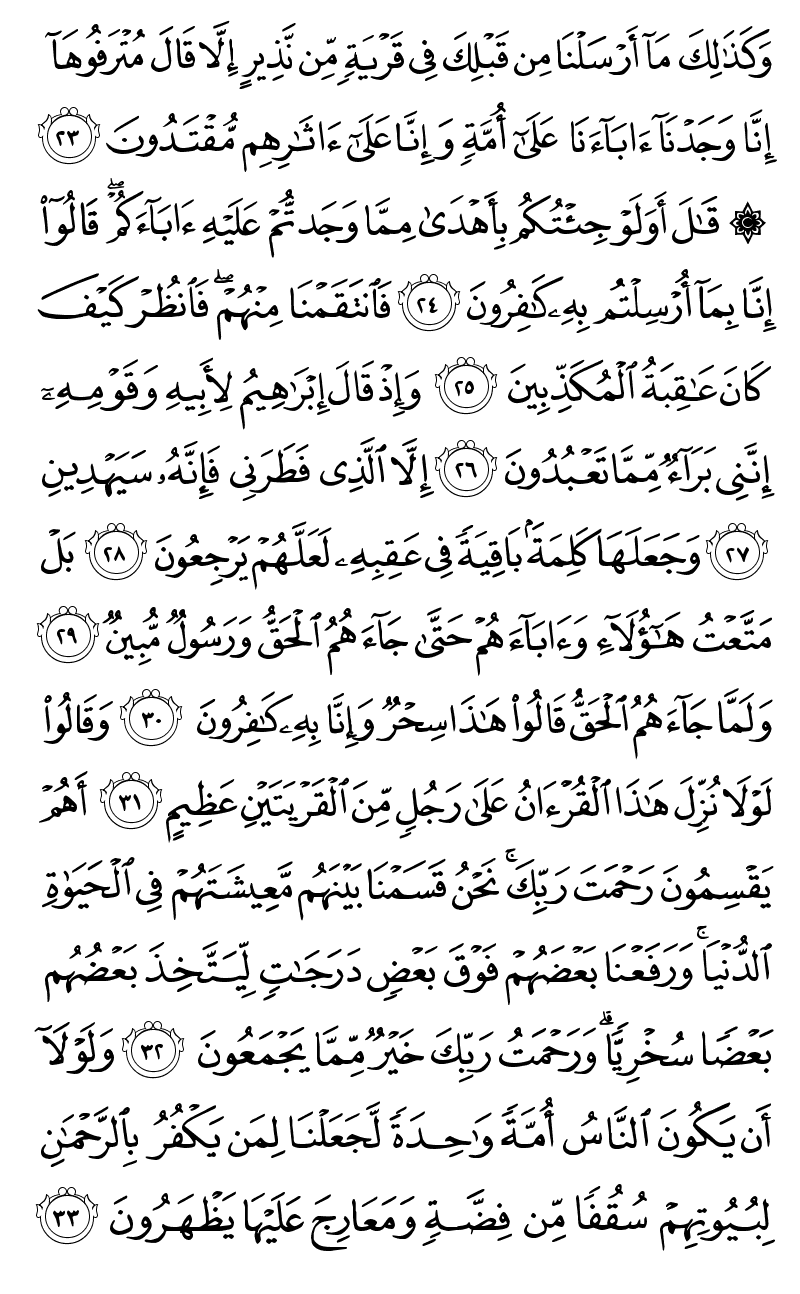 وَكَذَٰلِكَ مَآ أَرْسَلْنَا مِن قَبْلِكَ فِى قَرْيَةٍ مِّن نَّذِيرٍ إِلَّا قَالَ مُتْرَفُوهَآ
إِنَّا وَجَدْنَآ ءَابَآءَنَا عَلَىٰٓ أُمَّةٍ وَإِنَّا عَلَىٰٓ ءَاثَـٰرِهِم مُّقْتَدُونَ ٢٣
۞ قَـٰلَ أَوَلَوْ جِئْتُكُم بِأَهْدَىٰ مِمَّا وَجَدتُّمْ عَلَيْهِ ءَابَآءَكُمْ ۖ قَالُوٓا۟
إِنَّا بِمَآ أُرْسِلْتُم بِهِۦ كَـٰفِرُونَ ٢٤ فَٱنتَقَمْنَا مِنْهُمْ ۖ فَٱنظُرْ كَيْفَ
كَانَ عَـٰقِبَةُ ٱلْمُكَذِّبِينَ ٢٥ وَإِذْ قَالَ إِبْرَٰهِيمُ لِأَبِيهِ وَقَوْمِهِۦٓ
إِنَّنِى بَرَآءٌ مِّمَّا تَعْبُدُونَ ٢٦ إِلَّا ٱلَّذِى فَطَرَنِى فَإِنَّهُۥ سَيَهْدِينِ
٢٧ وَجَعَلَهَا كَلِمَةًۢ بَاقِيَةً فِى عَقِبِهِۦ لَعَلَّهُمْ يَرْجِعُونَ ٢٨ بَلْ
مَتَّعْتُ هَـٰٓؤُلَآءِ وَءَابَآءَهُمْ حَتَّىٰ جَآءَهُمُ ٱلْحَقُّ وَرَسُولٌ مُّبِينٌ ٢٩
وَلَمَّا جَآءَهُمُ ٱلْحَقُّ قَالُوا۟ هَـٰذَا سِحْرٌ وَإِنَّا بِهِۦ كَـٰفِرُونَ ٣٠ وَقَالُوا۟
لَوْلَا نُزِّلَ هَـٰذَا ٱلْقُرْءَانُ عَلَىٰ رَجُلٍ مِّنَ ٱلْقَرْيَتَيْنِ عَظِيمٍ ٣١ أَهُمْ
يَقْسِمُونَ رَحْمَتَ رَبِّكَ ۚ نَحْنُ قَسَمْنَا بَيْنَهُم مَّعِيشَتَهُمْ فِى ٱلْحَيَوٰةِ
ٱلدُّنْيَا ۚ وَرَفَعْنَا بَعْضَهُمْ فَوْقَ بَعْضٍ دَرَجَـٰتٍ لِّيَتَّخِذَ بَعْضُهُم
بَعْضًا سُخْرِيًّا ۗ وَرَحْمَتُ رَبِّكَ خَيْرٌ مِّمَّا يَجْمَعُونَ ٣٢ وَلَوْلَآ
أَن يَكُونَ ٱلنَّاسُ أُمَّةً وَٰحِدَةً لَّجَعَلْنَا لِمَن يَكْفُرُ بِٱلرَّحْمَـٰنِ
لِبُيُوتِهِمْ سُقُفًا مِّن فِضَّةٍ وَمَعَارِجَ عَلَيْهَا يَظْهَرُونَ ٣٣